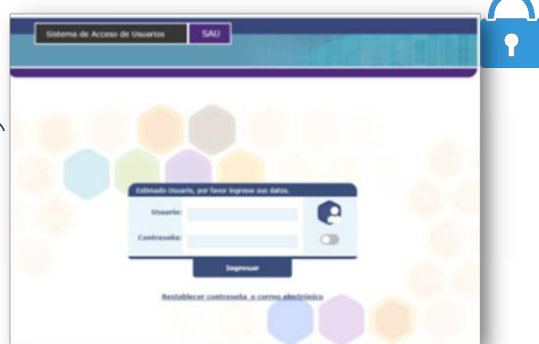 Sistema de Acceso de Usuarios SAU
Estimado Usuario, por favor ingrese sus datos.
Usuario:
Contraseña:
Ingresar
Restablecer contraseña o correo electrónico